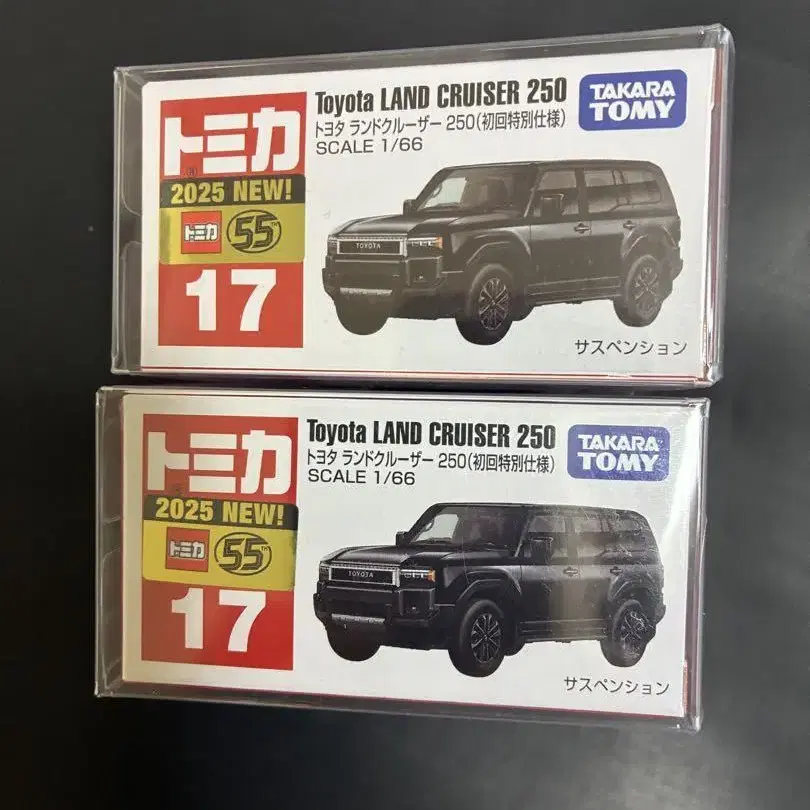 Toyota LAND CRUISER 250
トヨタ ランドクルーザー 250(初回特別仕様)
SCALE 1/66
TAKARA
TOMY
トミカ
2025 NEW!
トミカ 55TH
17
TOYOTA
サスペンション
Toyota LAND CRUISER 250
トヨタ ランドクルーザー 250(初回特別仕様)
SCALE 1/66
TAKARA
TOMY
トミカ
2025 NEW!
トミカ 55TH
17
TOYOTA
サスペンション